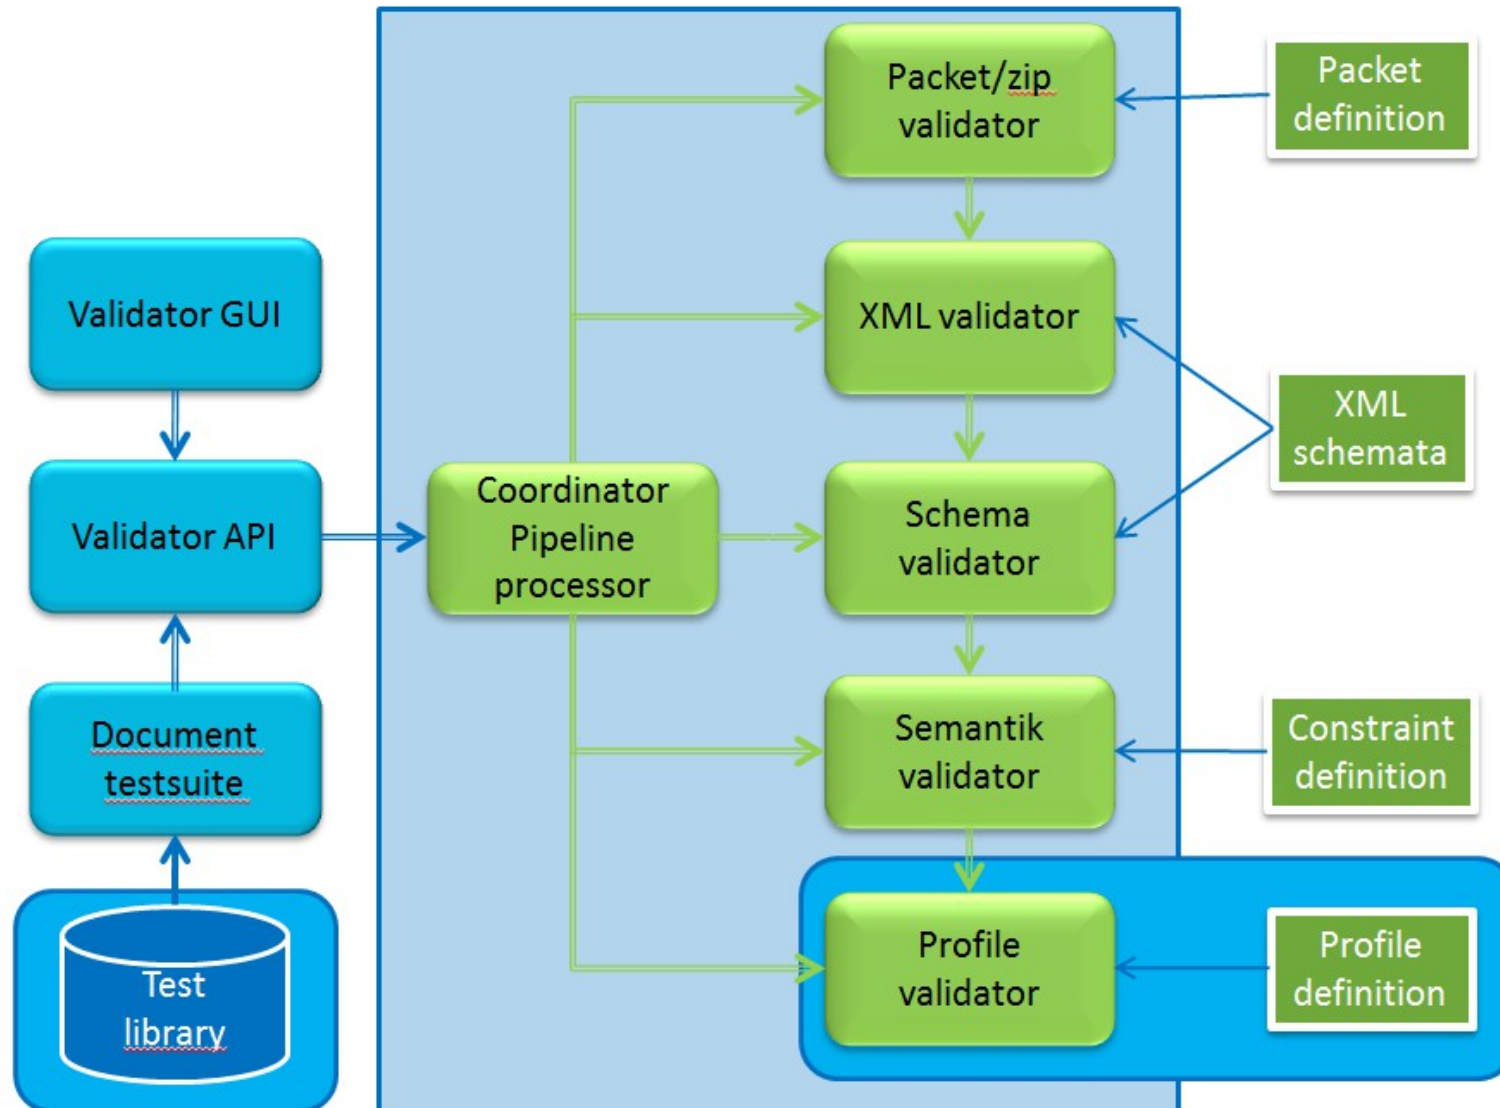 Packet/zip
validator
Packet
definition
Validator GUI
XML validator
XML
schemata
Validator API
Coordinator
Pipeline
processor
Schema
validator
Document
testsuite
Semantik
validator
Constraint
definition
Test
library
Profile
validator
Profile
definition